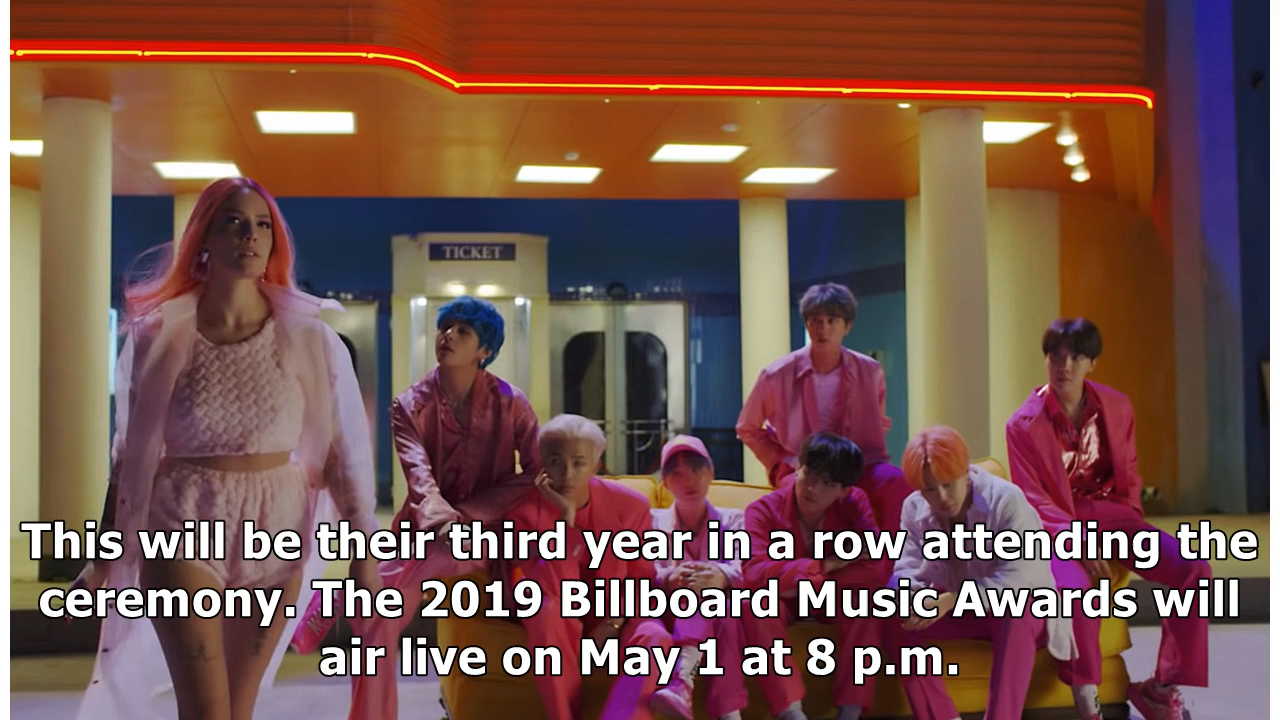 TICKET
This will be their third year in a row attending the
ceremony. The 2019 Billboard Music Awards will
air live on May 1 at 8 p.m.